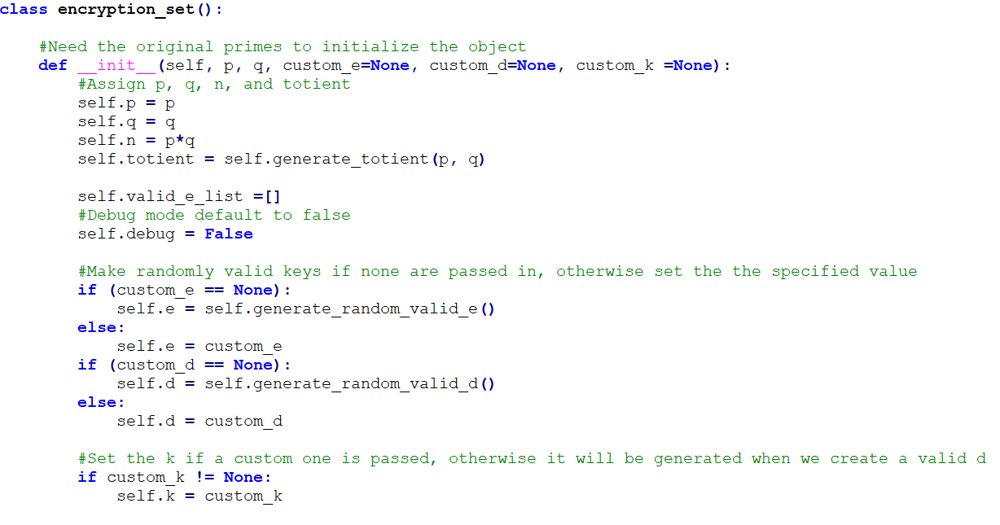 class encryption_set():
    #Need the original primes to initialize the object
    def __init__(self, p, q, custom_e=None, custom_d=None, custom_k =None):
        #Assign p, q, n, and totient
        self.p = p
        self.q = q
        self.n = p*q
        self.totient = self.generate_totient(p, q)
        self.valid_e_list =[]
        #Debug mode default to false
        self.debug = False
        #Make randomly valid keys if none are passed in, otherwise set the the specified value
        if (custom_e == None):
            self.e = self.generate_random_valid_e()
        else:
            self.e = custom_e
        if (custom_d == None):
            self.d = self.generate_random_valid_d()
        else:
            self.d = custom_d
        #Set the k if a custom one is passed, otherwise it will be generated when we create a valid d
        if custom_k != None:
            self.k = custom_k